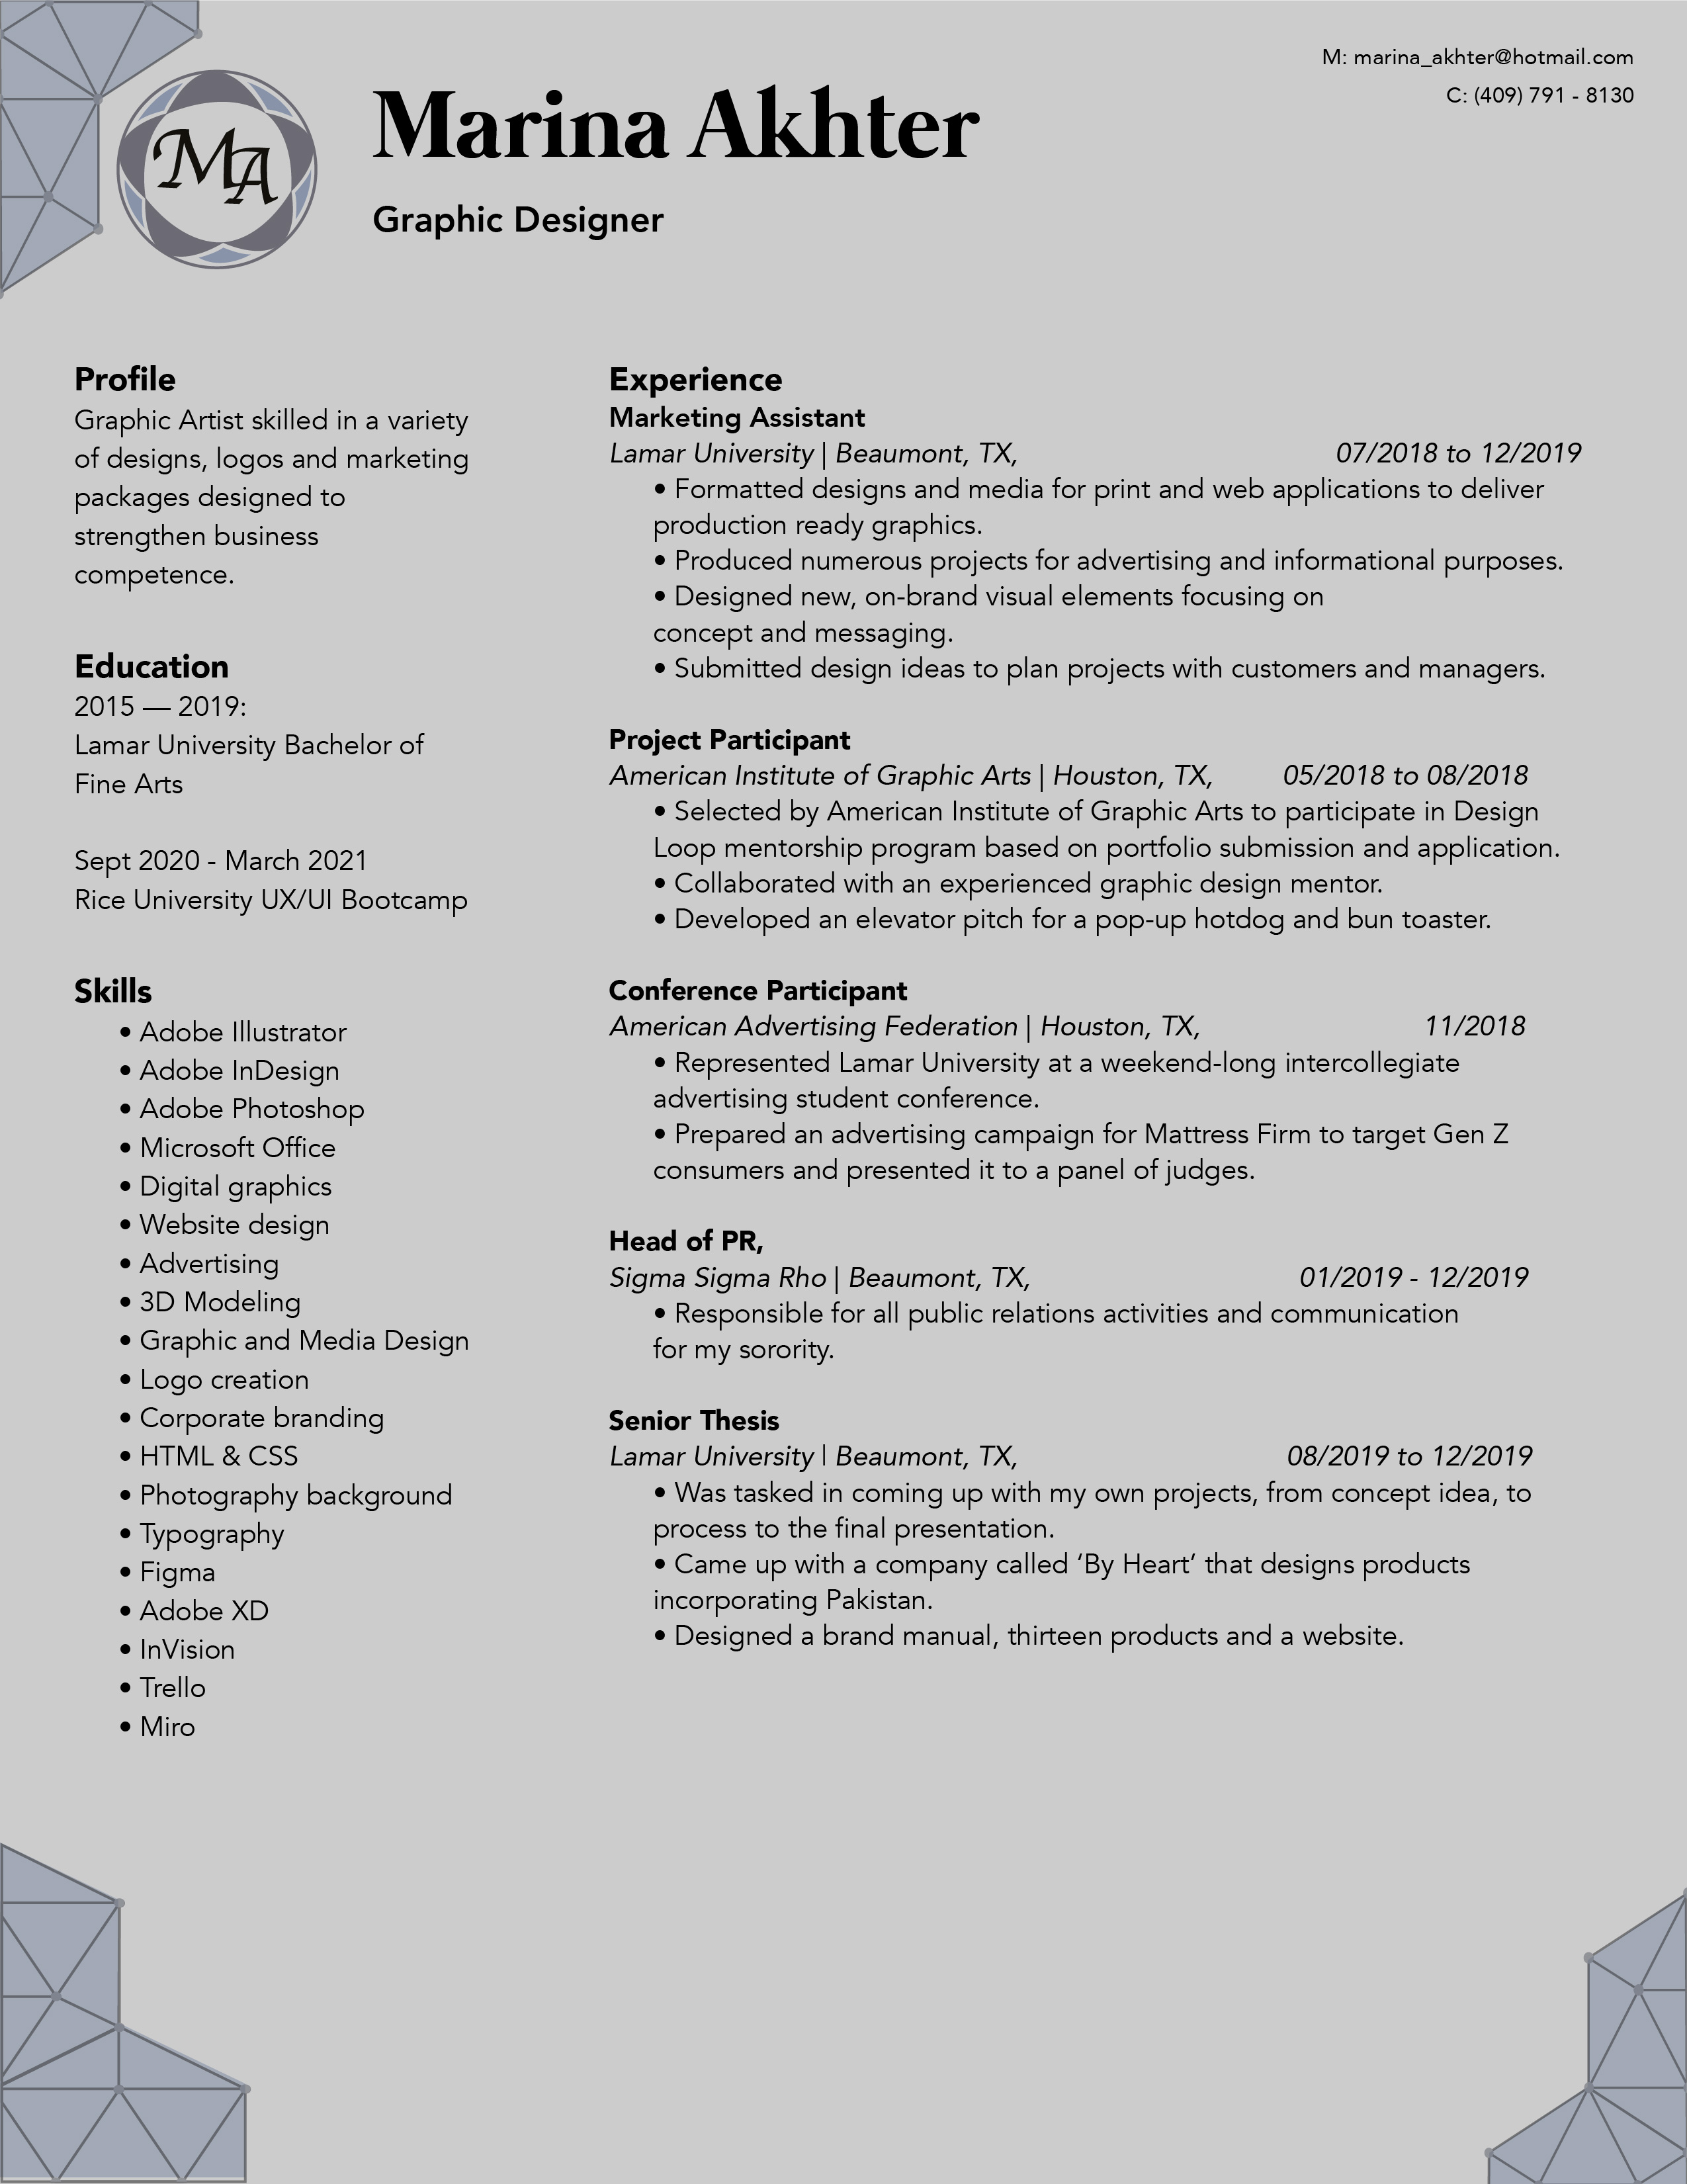 M: marina_akhter@hotmail.com
C: (409) 791 - 8130
MA
Marina Akhter
Graphic Designer
Profile
Graphic Artist skilled in a variety
of designs, logos and marketing
packages designed to
strengthen business
competence.
Education
2015 — 2019:
Lamar University Bachelor of
Fine Arts
Sept 2020 - March 2021
Rice University UX/UI Bootcamp
Skills
• Adobe Illustrator
• Adobe InDesign
• Adobe Photoshop
• Microsoft Office
• Digital graphics
• Website design
• Advertising
• 3D Modeling
• Graphic and Media Design
• Logo creation
• Corporate branding
• HTML & CSS
• Photography background
• Typography
• Figma
• Adobe XD
• InVision
• Trello
• Miro
Experience
Marketing Assistant
Lamar University | Beaumont, TX, 07/2018 to 12/2019
• Formatted designs and media for print and web applications to deliver
production ready graphics.
• Produced numerous projects for advertising and informational purposes.
• Designed new, on-brand visual elements focusing on
concept and messaging.
• Submitted design ideas to plan projects with customers and managers.
Project Participant
American Institute of Graphic Arts | Houston, TX, 05/2018 to 08/2018
• Selected by American Institute of Graphic Arts to participate in Design
Loop mentorship program based on portfolio submission and application.
• Collaborated with an experienced graphic design mentor.
• Developed an elevator pitch for a pop-up hotdog and bun toaster.
Conference Participant
American Advertising Federation | Houston, TX, 11/2018
• Represented Lamar University at a weekend-long intercollegiate
advertising student conference.
• Prepared an advertising campaign for Mattress Firm to target Gen Z
consumers and presented it to a panel of judges.
Head of PR,
Sigma Sigma Rho | Beaumont, TX, 01/2019 - 12/2019
• Responsible for all public relations activities and communication
for my sorority.
Senior Thesis
Lamar University | Beaumont, TX, 08/2019 to 12/2019
• Was tasked in coming up with my own projects, from concept idea, to
process to the final presentation.
• Came up with a company called ‘By Heart’ that designs products
incorporating Pakistan.
• Designed a brand manual, thirteen products and a website.